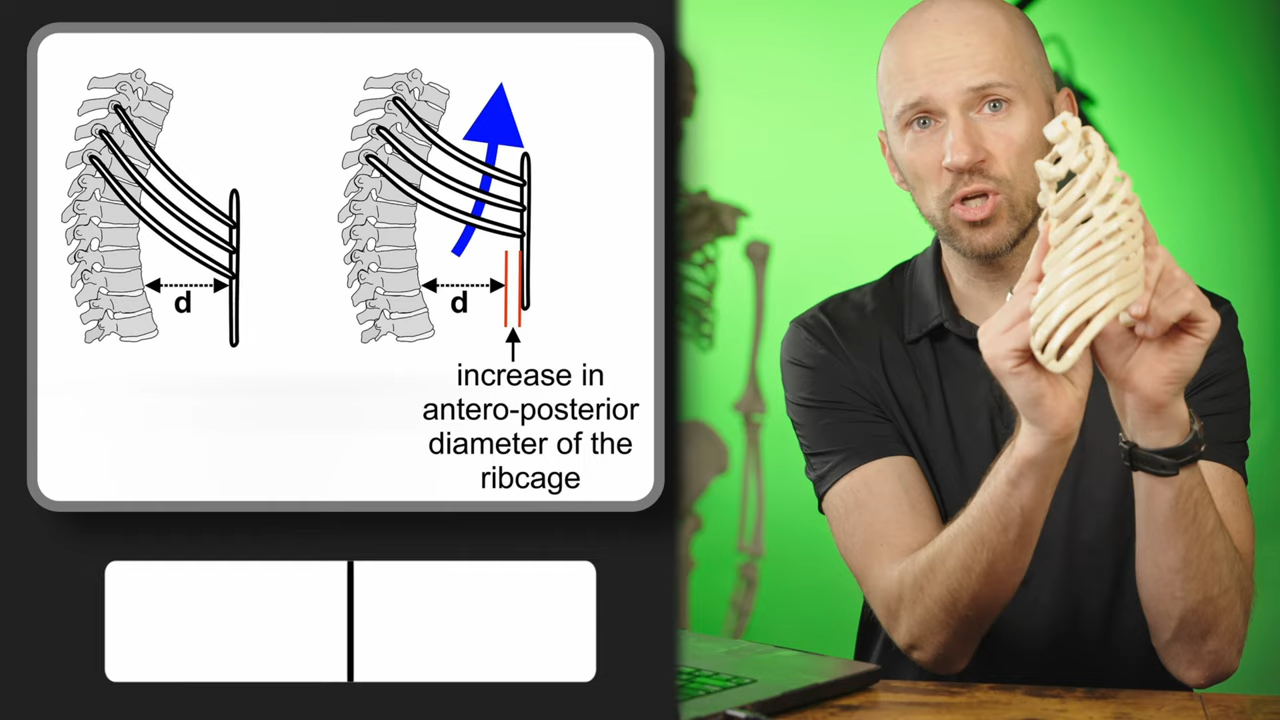 d
d
increase in
antero-posterior
diameter of the
ribcage